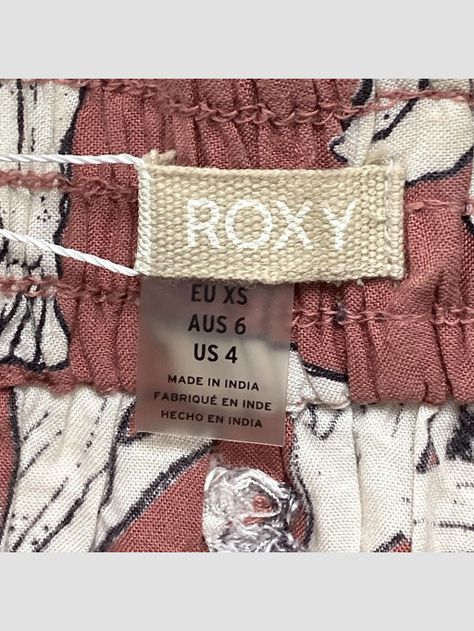 ROXY
EU XS
AUS 6
US 4
MADE IN INDIA
FABRIQUÉ EN INDE
HECHO EN INDIA